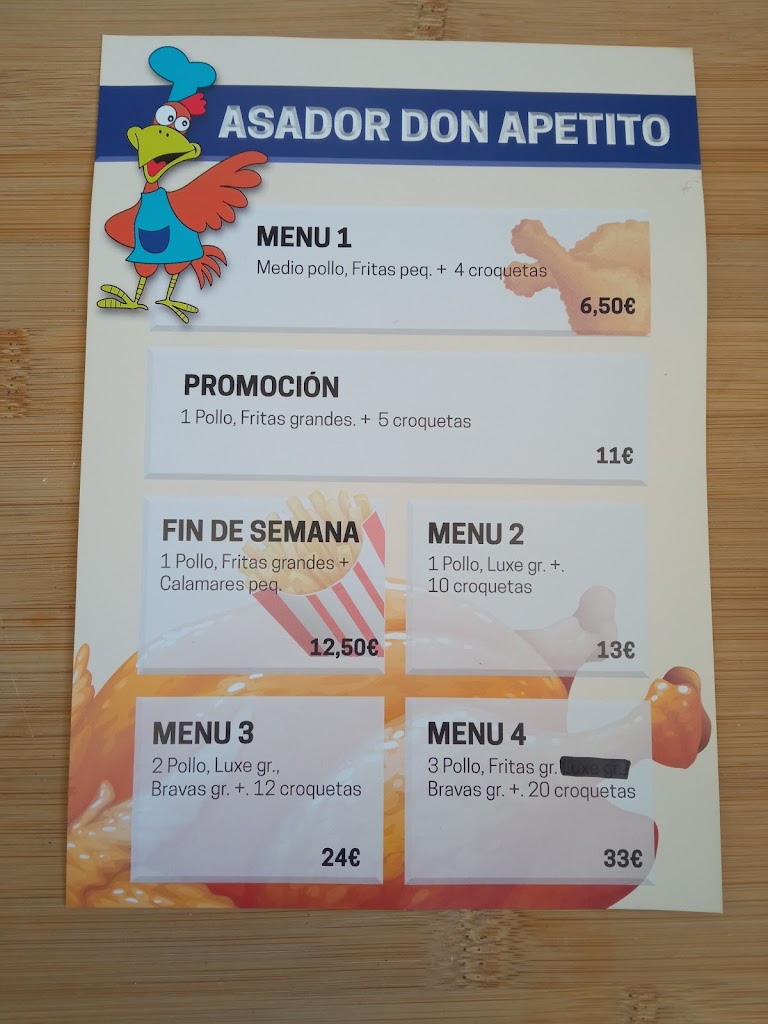 ASADOR DON APETITO
MENU 1
Medio pollo, Fritas peq. + 4 croquetas
6,50€
PROMOCIÓN
1 Pollo, Fritas grandes. + 5 croquetas
11€
FIN DE SEMANA
1 Pollo, Fritas grandes +
Calamares peq.
12,50€
MENU 2
1 Pollo, Luxe gr. +.
10 croquetas
13€
MENU 3
2 Pollo, Luxe gr.,
Bravas gr. +. 12 croquetas
24€
MENU 4
3 Pollo, Fritas gr.
Bravas gr. +. 20 croquetas
33€